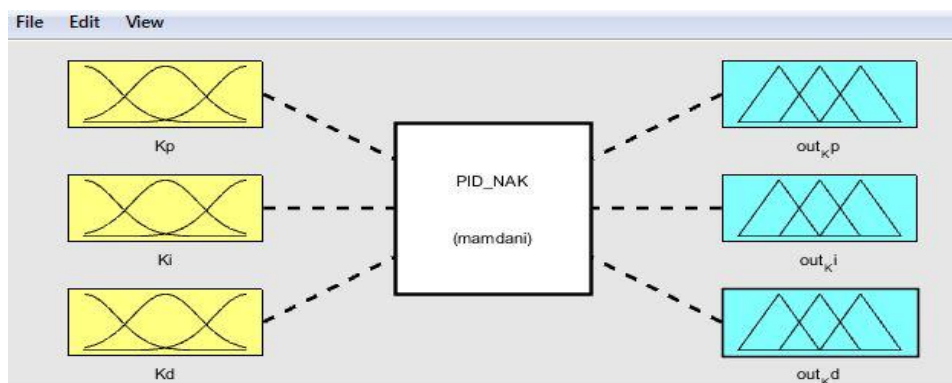 File Edit View
Kp
Ki
Kd
PID_NAK
(mamdani)
out_Kp
out_Ki
out_Kd